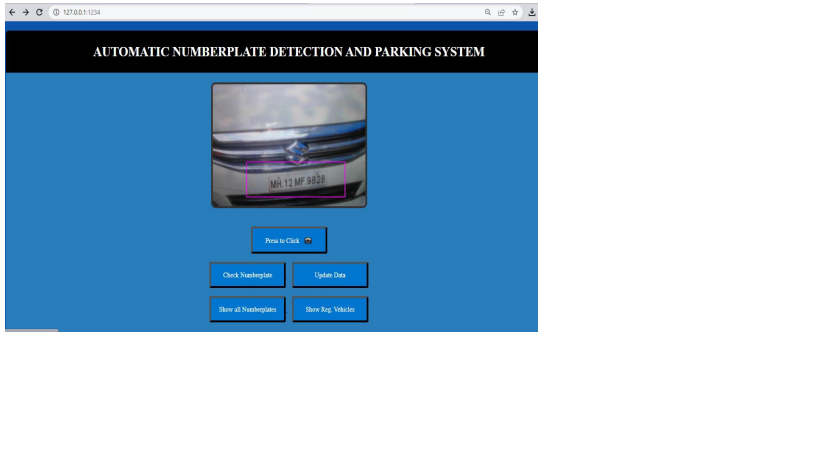 127.0.0.1:1234
AUTOMATIC NUMBERPLATE DETECTION AND PARKING SYSTEM
MH.12 MF 9828
Press to Click
Check Numberplate
Update Data
Show all Numberplates
Show Reg. Vehicles